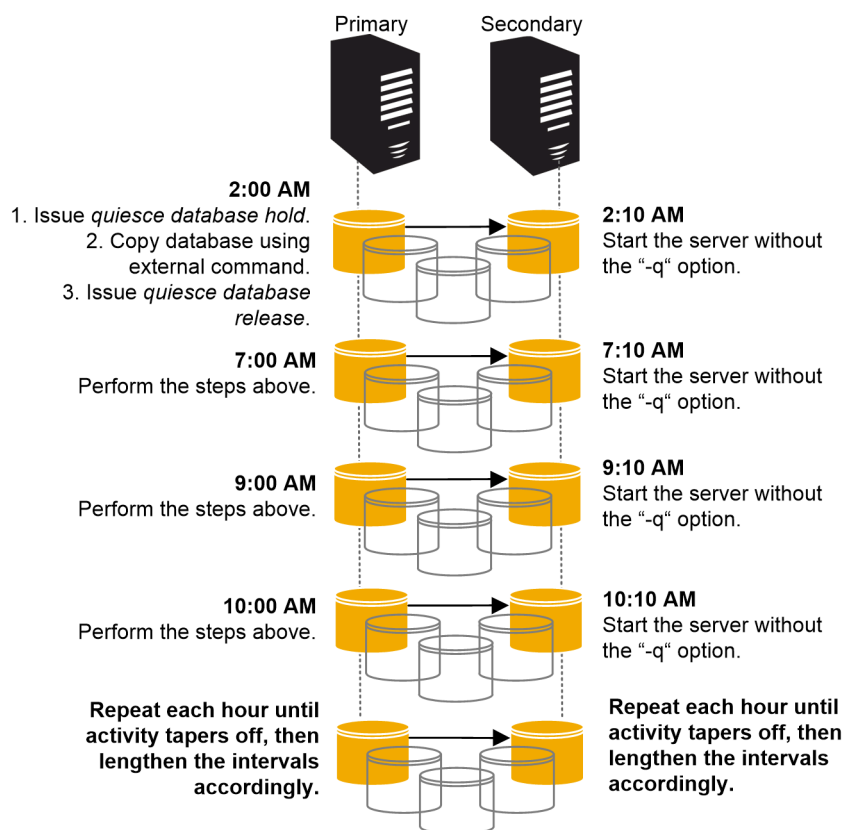 Primary
Secondary
2:00 AM
1. Issue quiesce database hold.
2. Copy database using
external command.
3. Issue quiesce database
release.
2:10 AM
Start the server without
the “-q“ option.
7:00 AM
Perform the steps above.
7:10 AM
Start the server without
the “-q“ option.
9:00 AM
Perform the steps above.
9:10 AM
Start the server without
the “-q“ option.
10:00 AM
Perform the steps above.
10:10 AM
Start the server without
the “-q“ option.
Repeat each hour until
activity tapers off, then
lengthen the intervals
accordingly.
Repeat each hour until
activity tapers off, then
lengthen the intervals
accordingly.